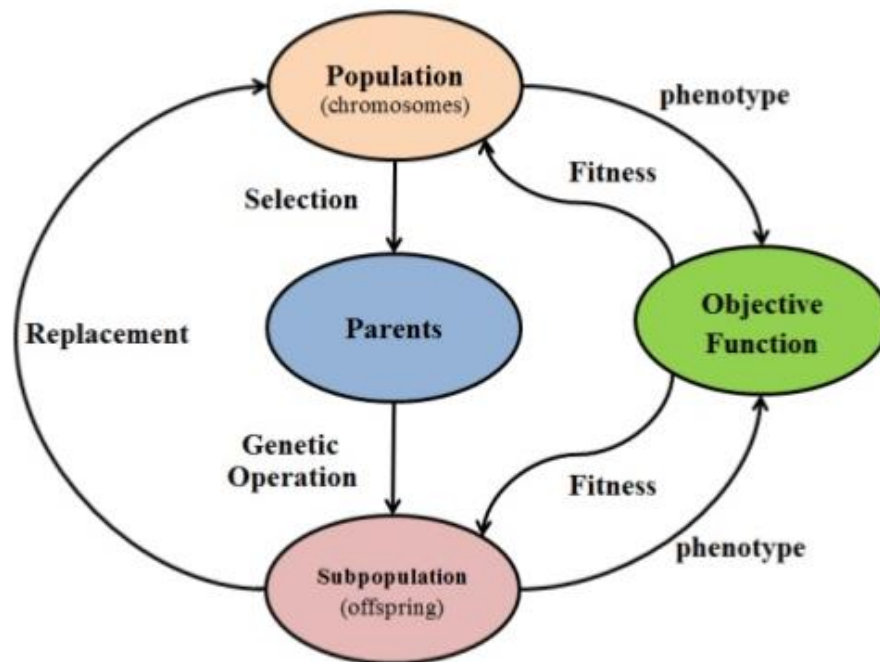 Population
(chromosomes)
phenotype
Fitness
Selection
Objective
Function
Parents
Replacement
Genetic
Operation
Fitness
phenotype
Subpopulation
(offspring)